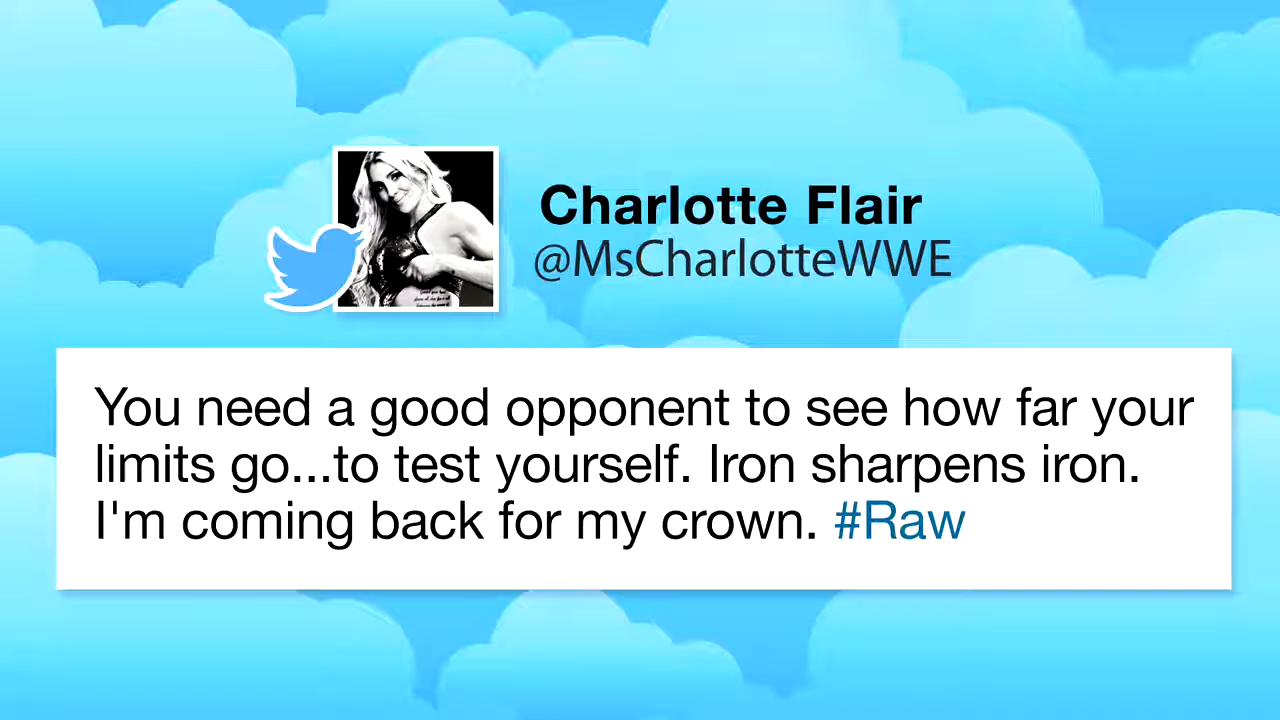 Charlotte Flair
@MsCharlotteWWE
You need a good opponent to see how far your
limits go...to test yourself. Iron sharpens iron.
I'm coming back for my crown. #Raw